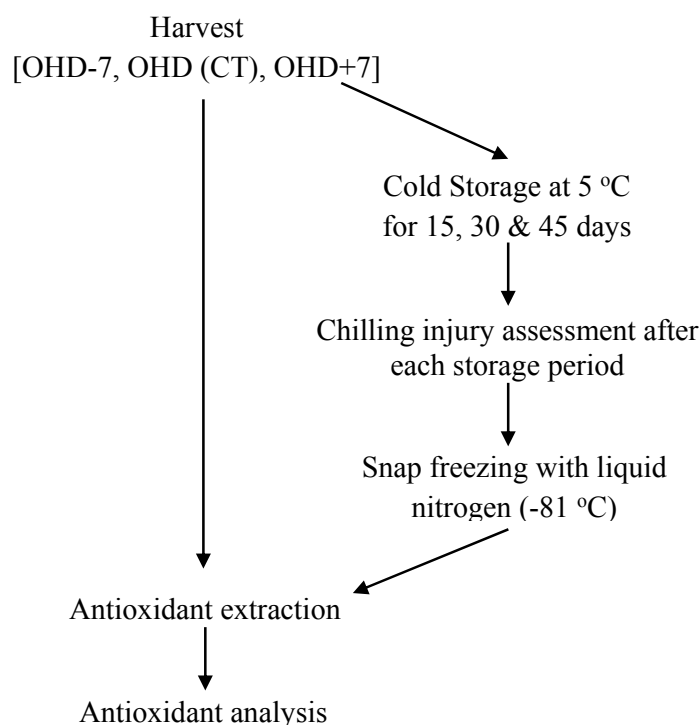 Harvest
[OHD-7, OHD (CT), OHD+7]
Cold Storage at 5 °C
for 15, 30 & 45 days
Chilling injury assessment after
each storage period
Snap freezing with liquid
nitrogen (-81 °C)
Antioxidant extraction
Antioxidant analysis